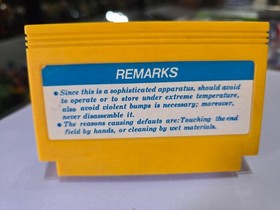 REMARKS
● Since this is a sophisticated apparatus, should avoid
to operate or to store under extreme temperature,
also avoid violent bumps is necessary; moreover,
never disassemble it.
● The reasons causing defauts are: Touching the end
field by hands, or cleaning by wet materials.